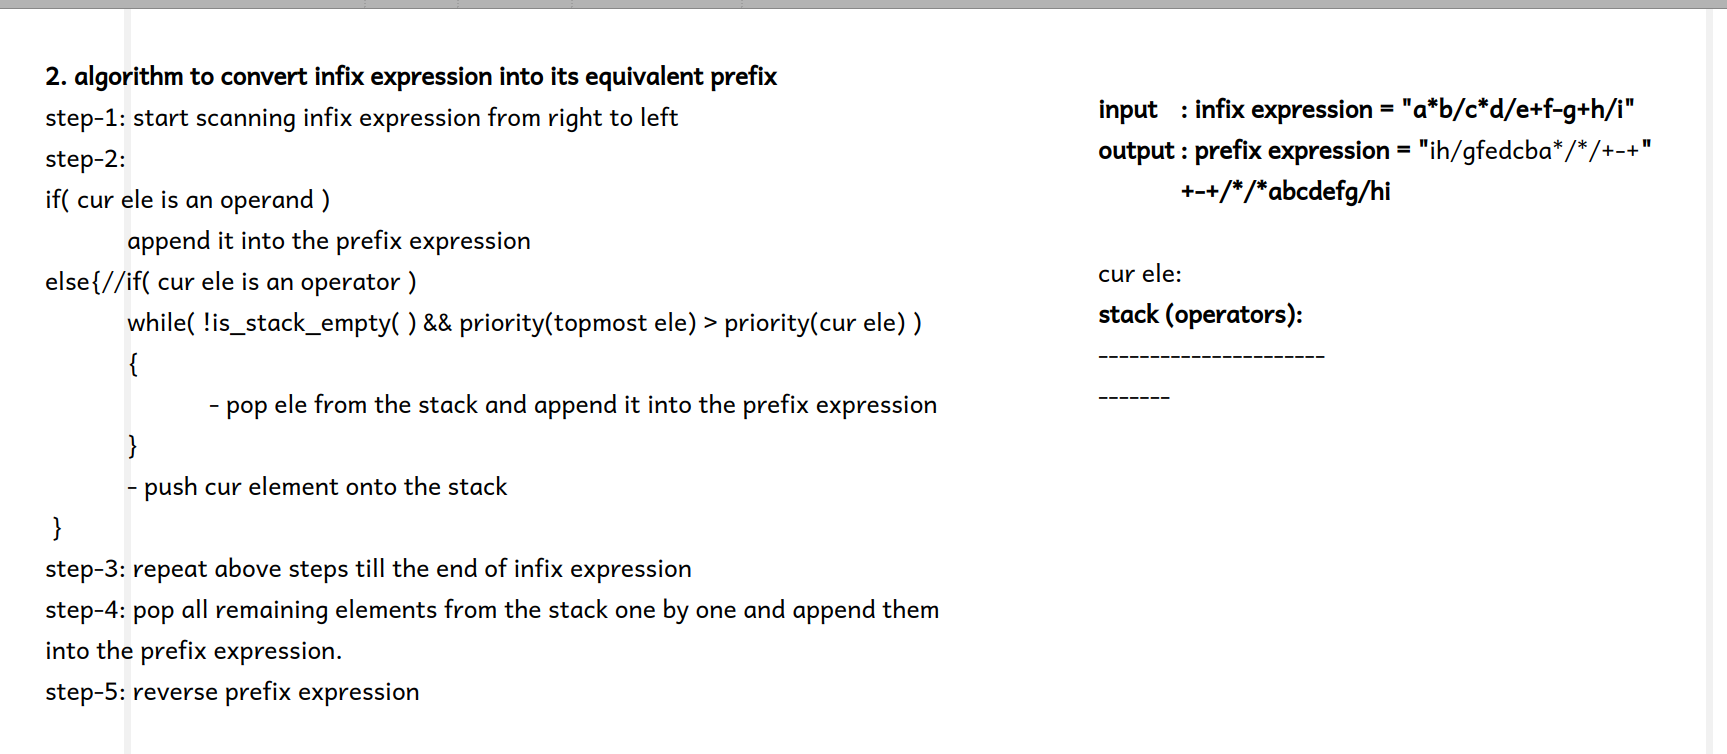 2. algorithm to convert infix expression into its equivalent prefix
step-1: start scanning infix expression from right to left
step-2:
if( cur ele is an operand )
append it into the prefix expression
else{//if( cur ele is an operator )
while( !is_stack_empty( ) && priority(topmost ele) > priority(cur ele) )
{
- pop ele from the stack and append it into the prefix expression
}
- push cur element onto the stack
}
step-3: repeat above steps till the end of infix expression
step-4: pop all remaining elements from the stack one by one and append them
into the prefix expression.
step-5: reverse prefix expression
input : infix expression = "a*b/c*d/e+f-g+h/i"
output : prefix expression = "ih/gfedcba*/*/+-+"
+-+/*/*abcdefg/hi
cur ele:
stack (operators):
----------------------
-------